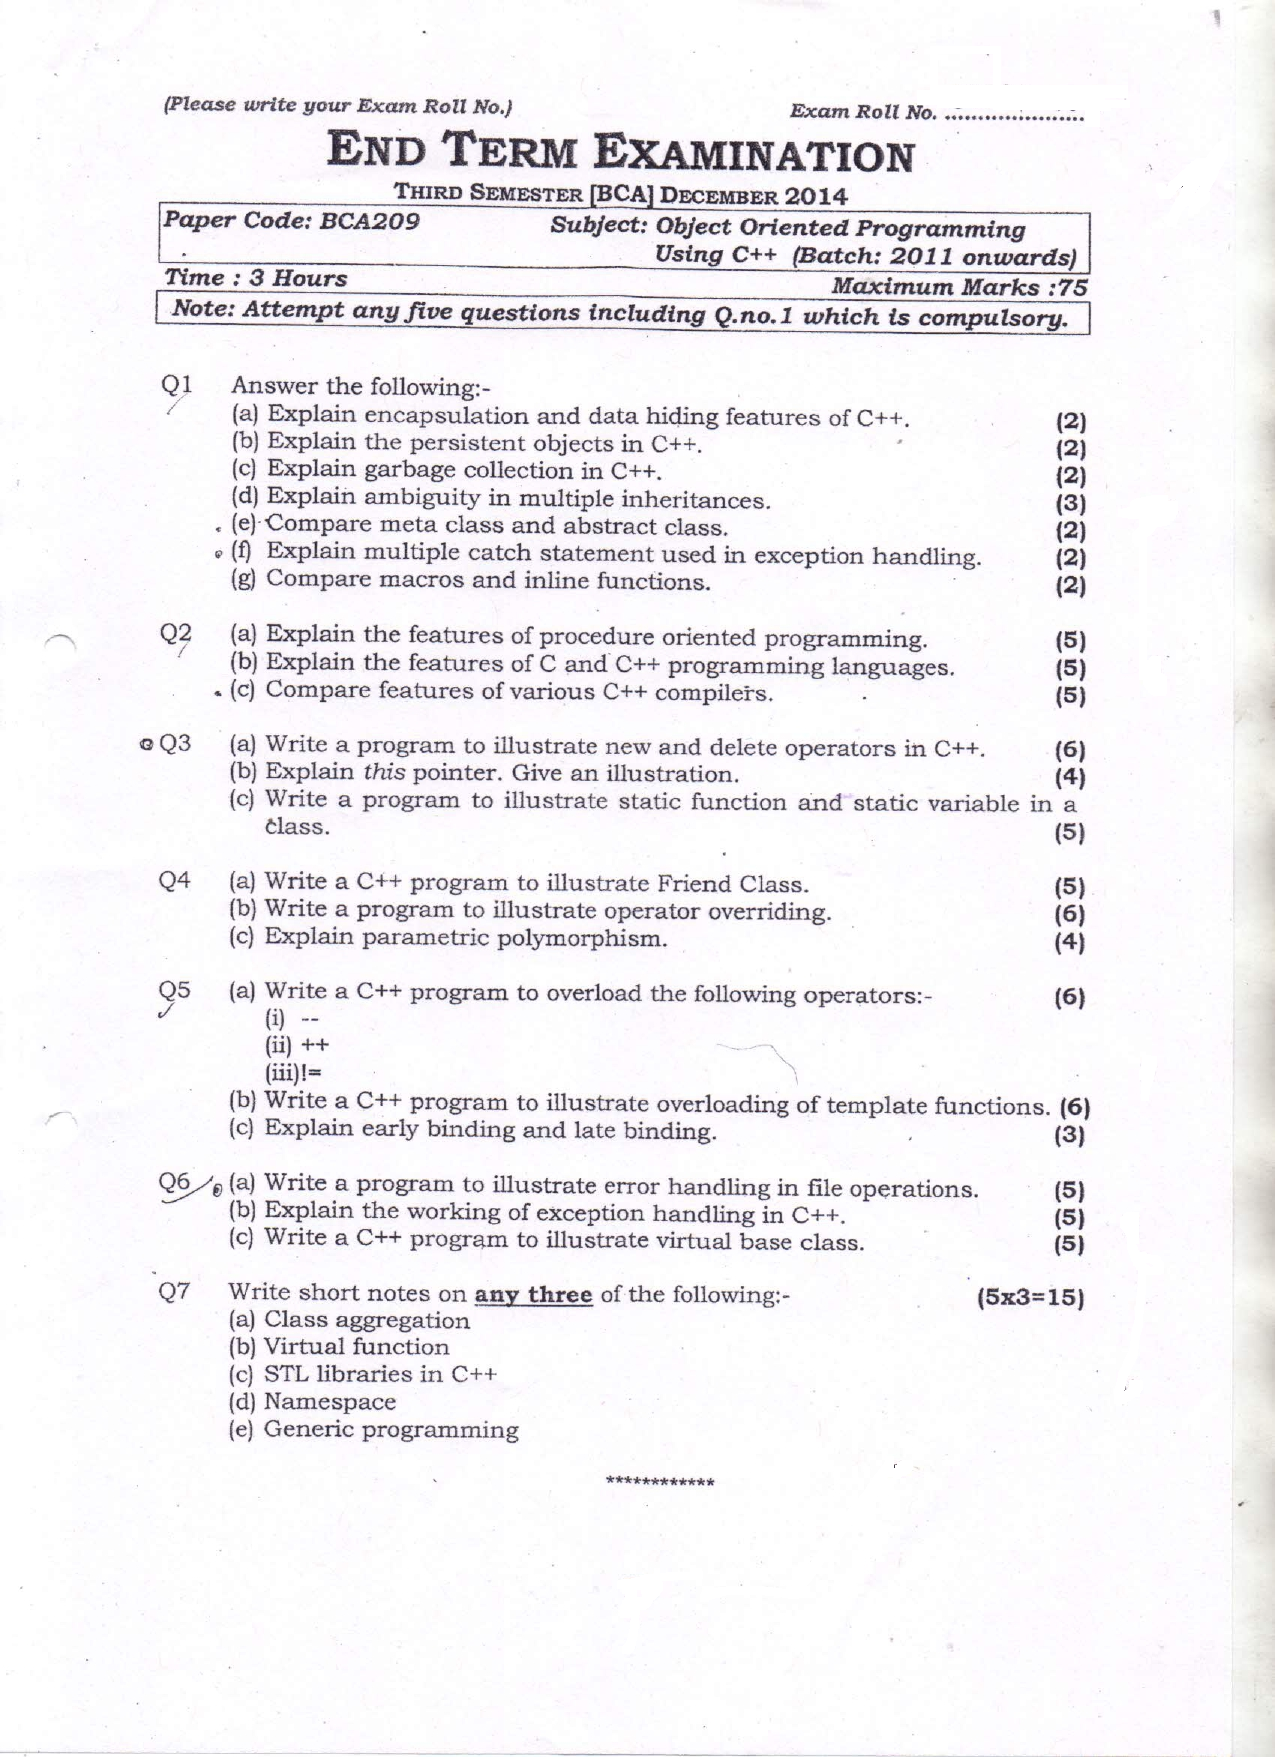 (Please write your Exam Roll No.) Exam Roll No. .....................
END TERM EXAMINATION
THIRD SEMESTER [BCA] DECEMBER 2014
Paper Code: BCA209 Subject: Object Oriented Programming
Using C++ (Batch: 2011 onwards)
Time : 3 Hours Maximum Marks :75
Note: Attempt any five questions including Q.no.1 which is compulsory.
Q1 Answer the following:-
(a) Explain encapsulation and data hiding features of C++. (2)
(b) Explain the persistent objects in C++. (2)
(c) Explain garbage collection in C++. (2)
(d) Explain ambiguity in multiple inheritances. (3)
(e) Compare meta class and abstract class. (2)
(f) Explain multiple catch statement used in exception handling. (2)
(g) Compare macros and inline functions. (2)
Q2 (a) Explain the features of procedure oriented programming. (5)
(b) Explain the features of C and C++ programming languages. (5)
(c) Compare features of various C++ compilers. (5)
Q3 (a) Write a program to illustrate new and delete operators in C++. (6)
(b) Explain this pointer. Give an illustration. (4)
(c) Write a program to illustrate static function and static variable in a
class. (5)
Q4 (a) Write a C++ program to illustrate Friend Class. (5)
(b) Write a program to illustrate operator overriding. (6)
(c) Explain parametric polymorphism. (4)
Q5 (a) Write a C++ program to overload the following operators:- (6)
(i) --
(ii) ++
(iii)!=
(b) Write a C++ program to illustrate overloading of template functions. (6)
(c) Explain early binding and late binding. (3)
Q6 (a) Write a program to illustrate error handling in file operations. (5)
(b) Explain the working of exception handling in C++. (5)
(c) Write a C++ program to illustrate virtual base class. (5)
Q7 Write short notes on any three of the following:- (5x3=15)
(a) Class aggregation
(b) Virtual function
(c) STL libraries in C++
(d) Namespace
(e) Generic programming
************